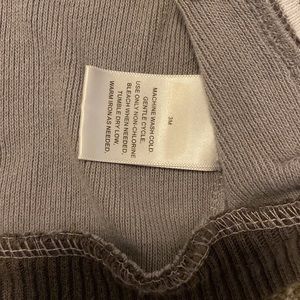 3M
MACHINE WASH COLD.
GENTLE CYCLE.
USE ONLY NON-CHLORINE
BLEACH WHEN NEEDED.
TUMBLE DRY LOW.
WARM IRON AS NEEDED.